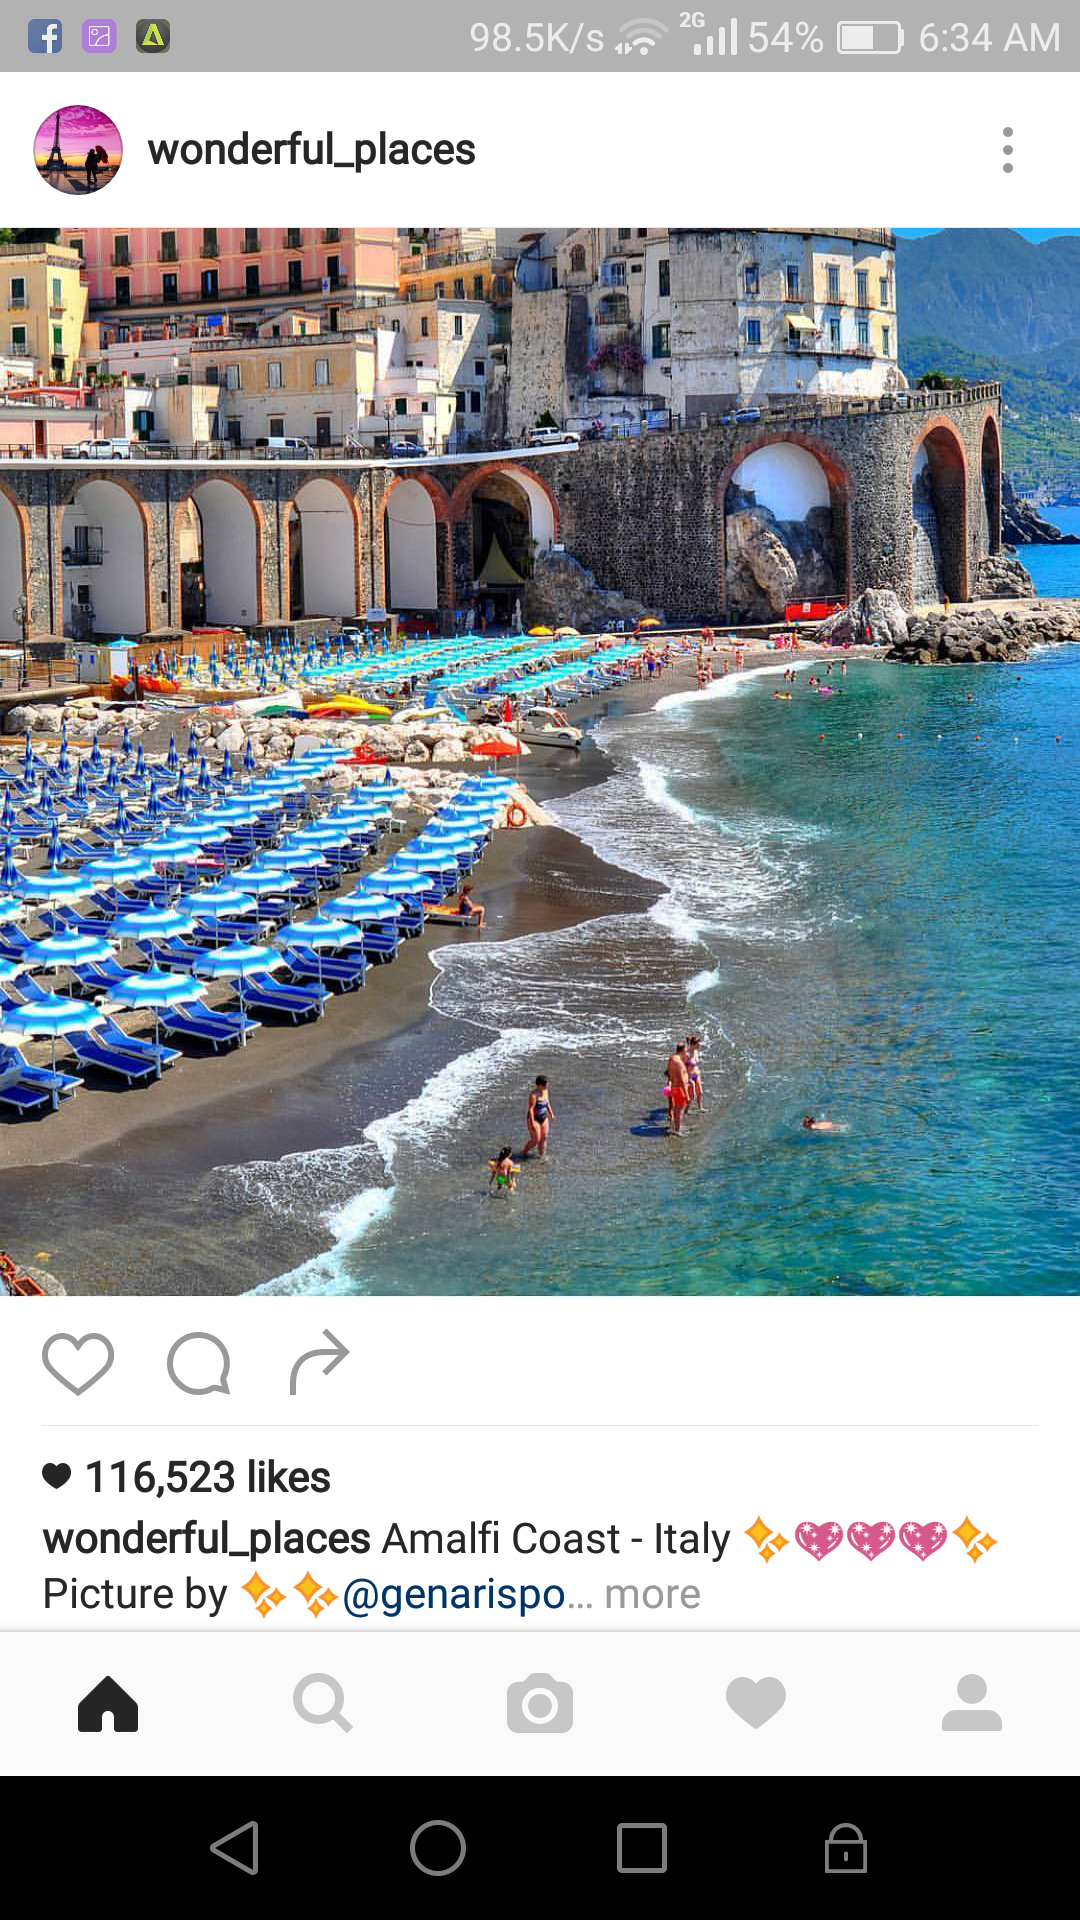 98.5K/s 2G 54% 6:34 AM
wonderful_places
116,523 likes
wonderful_places Amalfi Coast - Italy ✨💖💖💖✨
Picture by ✨✨@genarispo... more